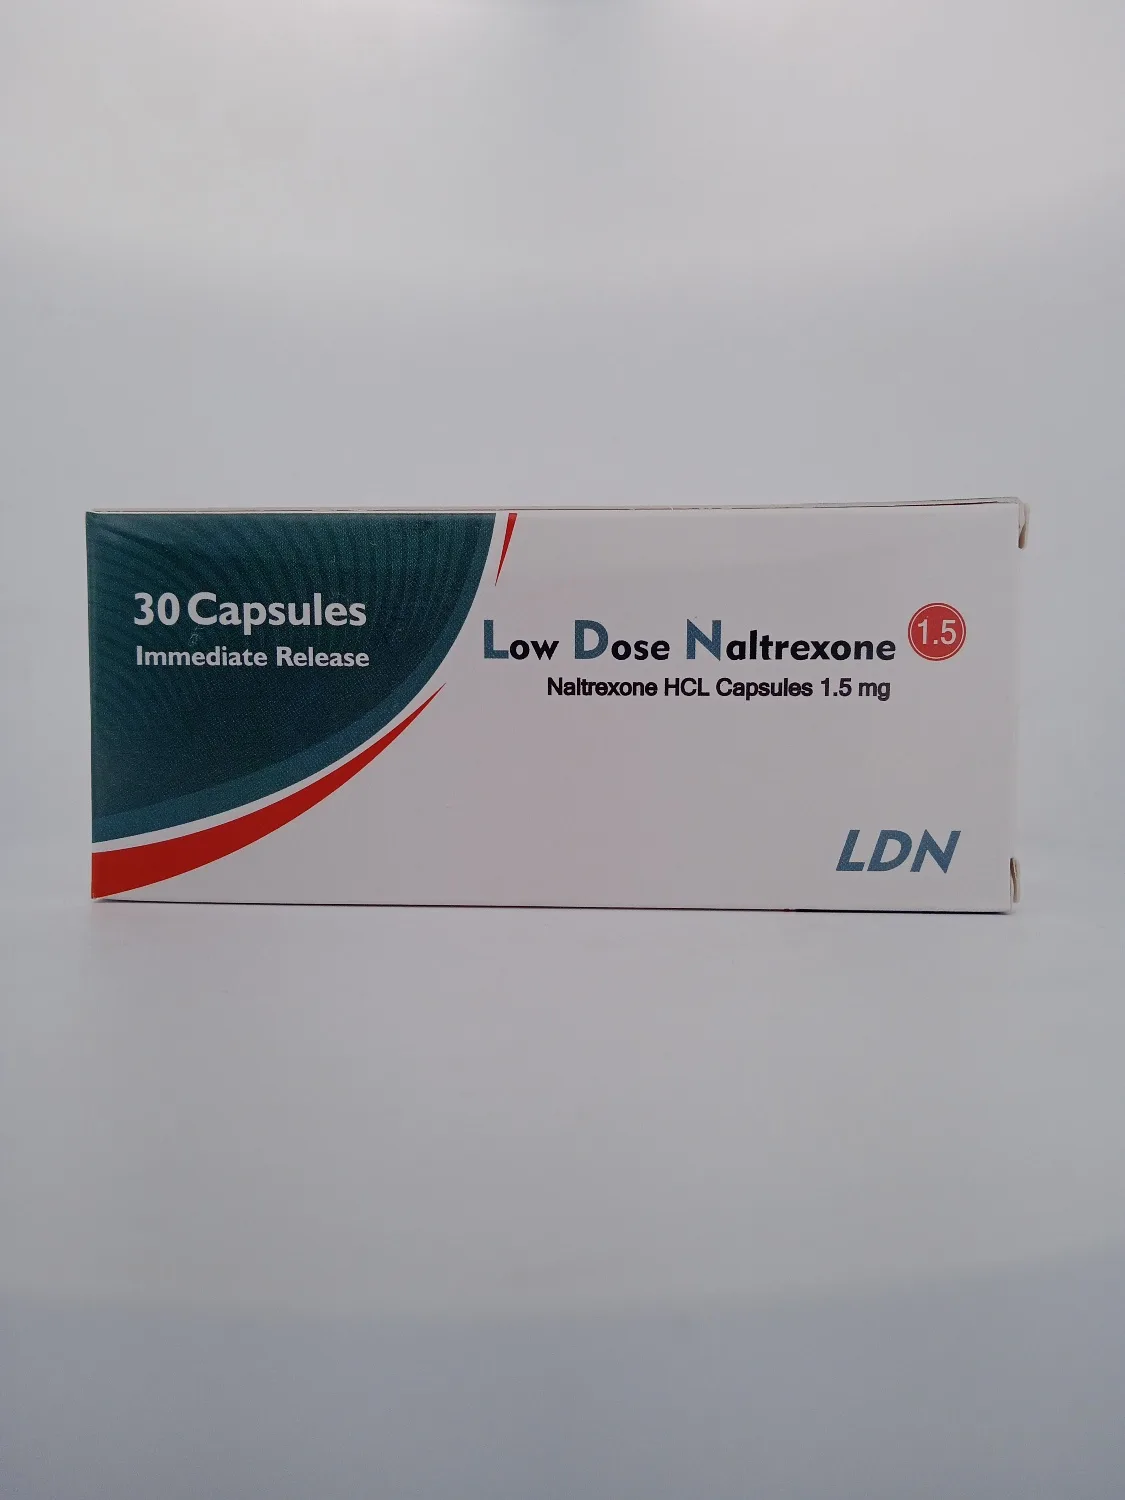 30 Capsules
Immediate Release
Low Dose Naltrexone 1.5
Naltrexone HCL Capsules 1.5 mg
LDN